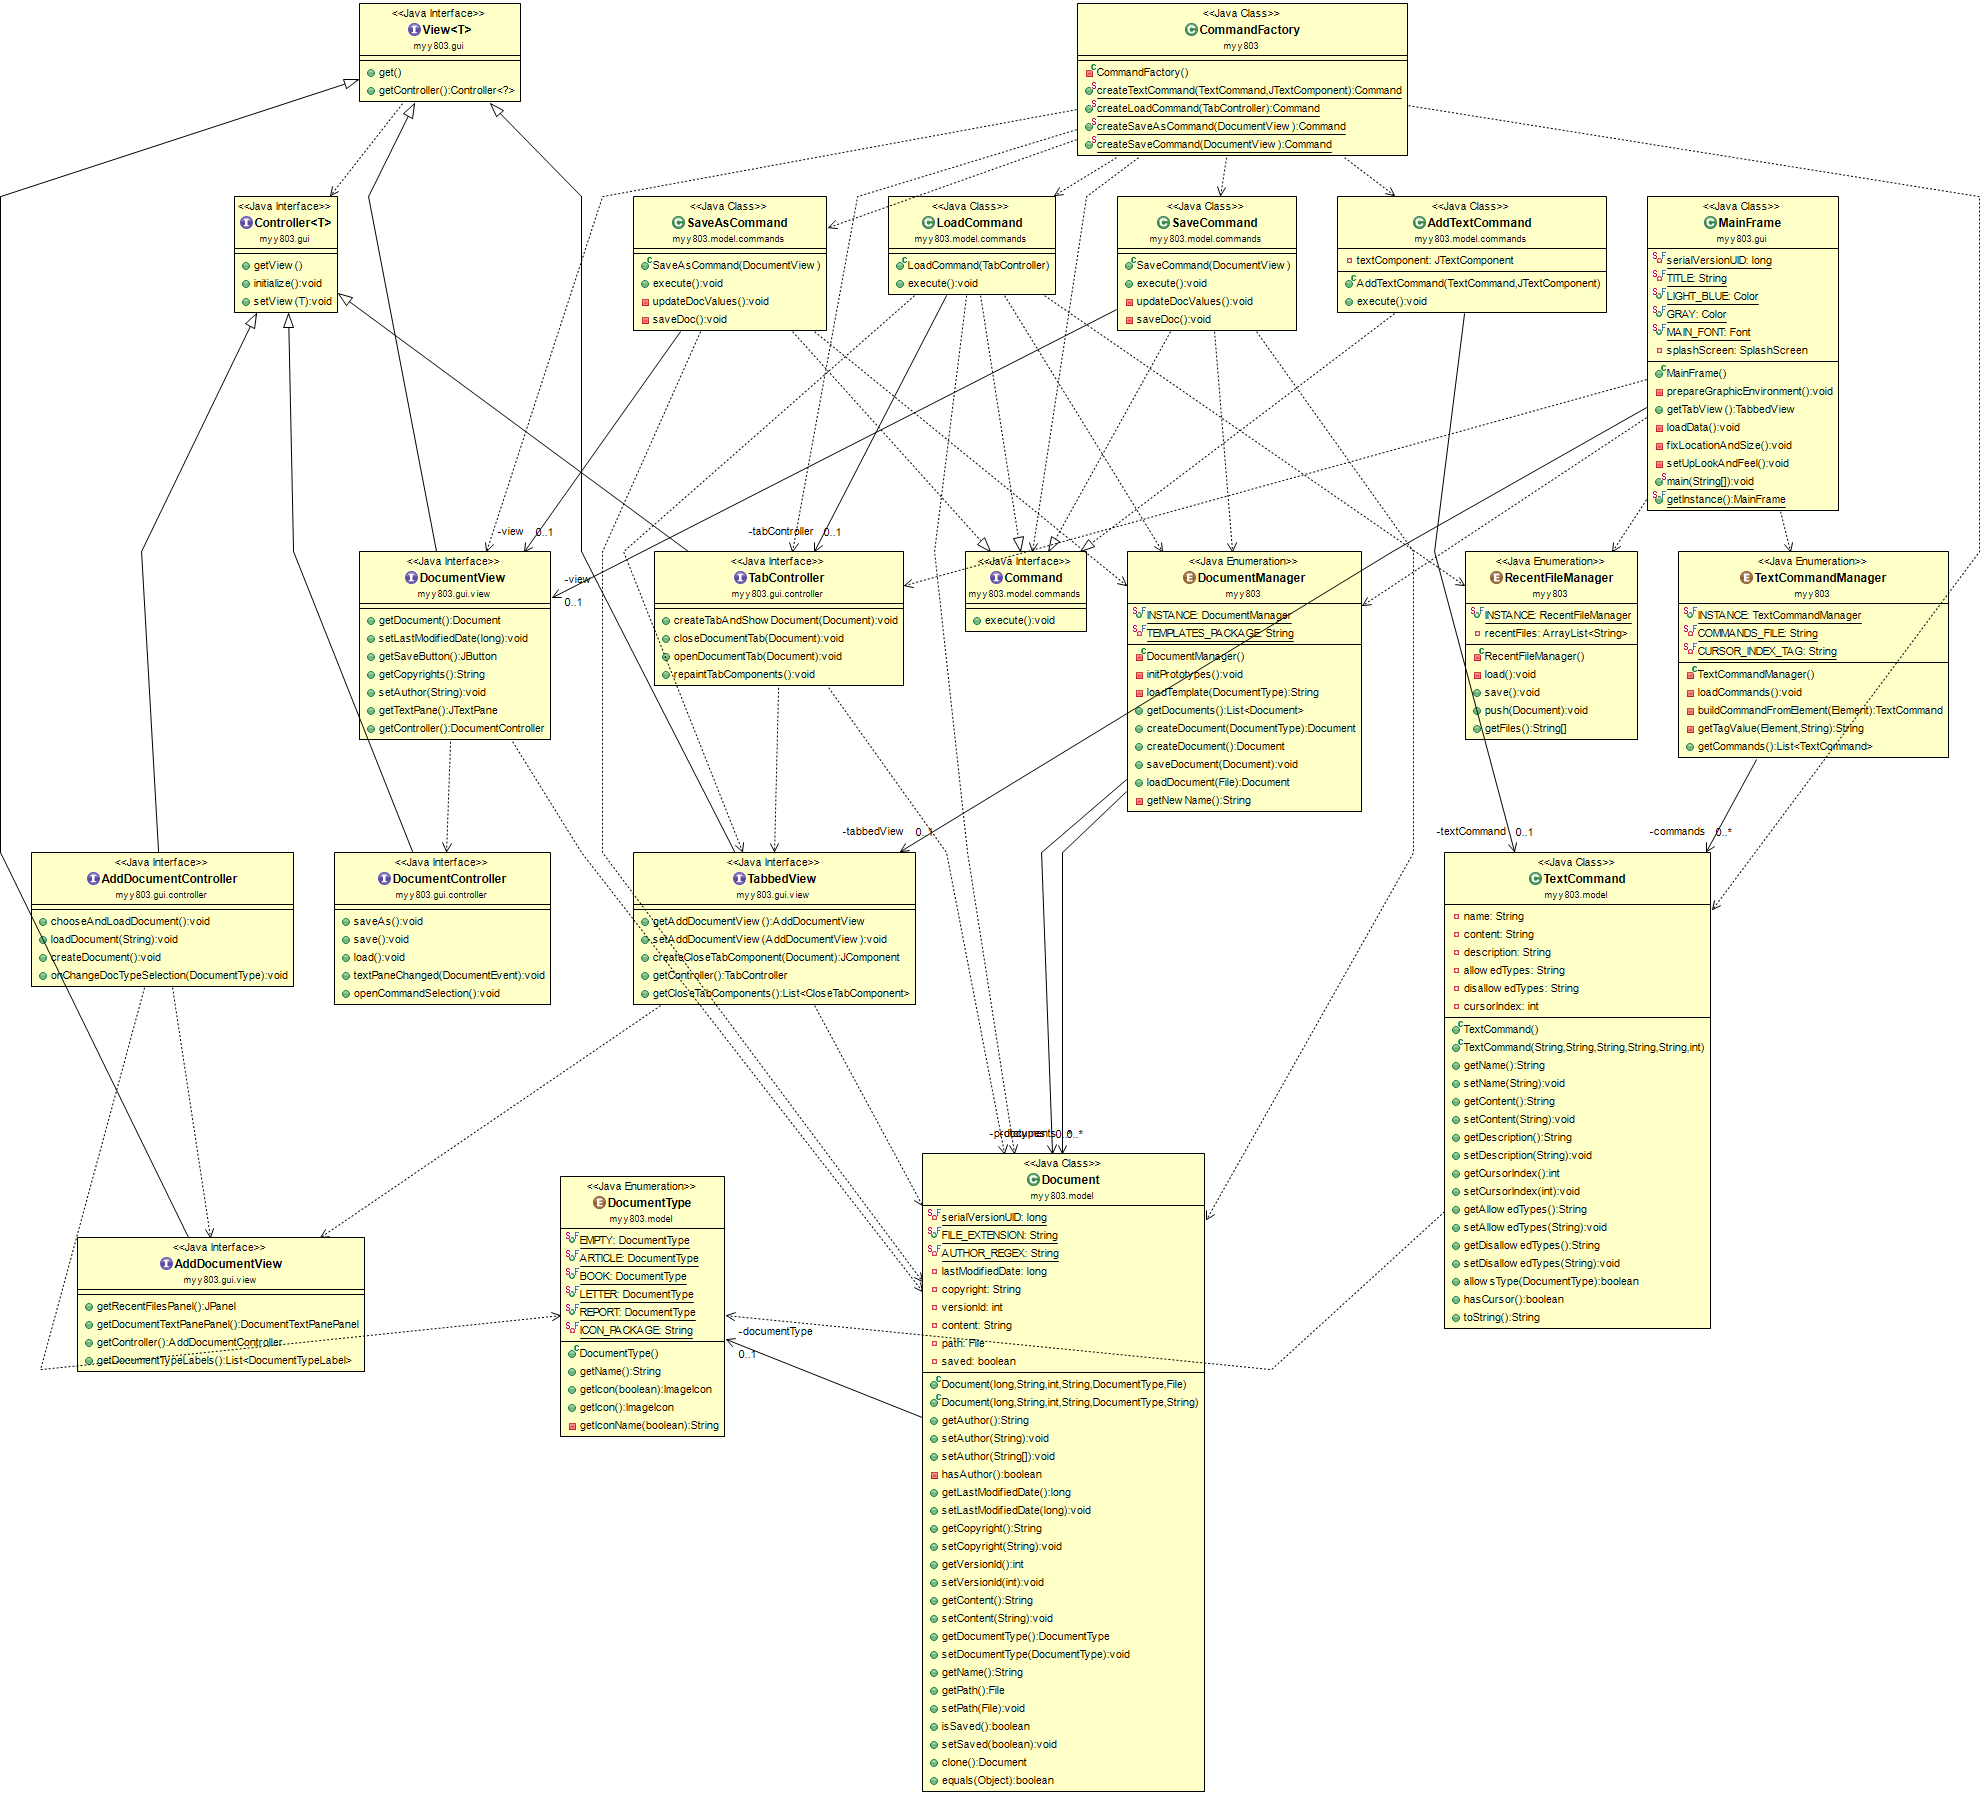 <<Java Interface>>
View<T>
myy803.gui
get()
getController():Controller<?>
<<Java Class>>
CommandFactory
myy803
CommandFactory()
createTextCommand(TextCommand,JTextComponent):Command
createLoadCommand(TabController):Command
createSaveAsCommand(DocumentView):Command
createSaveCommand(DocumentView):Command
<<Java Interface>>
Controller<T>
myy803.gui
getView()
initialize():void
setView(T):void
<<Java Class>>
SaveAsCommand
myy803.model.commands
SaveAsCommand(DocumentView)
execute():void
updateDocValues():void
saveDoc():void
<<Java Class>>
LoadCommand
myy803.model.commands
LoadCommand(TabController)
execute():void
<<Java Class>>
SaveCommand
myy803.model.commands
SaveCommand(DocumentView)
execute():void
updateDocValues():void
saveDoc():void
<<Java Class>>
AddTextCommand
myy803.model.commands
textComponent: JTextComponent
AddTextCommand(TextCommand,JTextComponent)
execute():void
<<Java Class>>
MainFrame
myy803.gui
serialVersionUID: long
TITLE: String
LIGHT_BLUE: Color
GRAY: Color
MAIN_FONT: Font
splashScreen: SplashScreen
MainFrame()
prepareGraphicEnvironment():void
getTabView():TabbedView
loadData():void
fixLocationAndSize():void
setUpLookAndFeel():void
main(String[]):void
getInstance():MainFrame
-view 0..1
-tabController 0..1
-view
0..1
<<Java Interface>>
DocumentView
myy803.gui.view
getDocument():Document
setLastModifiedDate(long):void
getSaveButton():JButton
getCopyrights():String
setAuthor(String):void
getTextPane():JTextPane
getController():DocumentController
<<Java Interface>>
TabController
myy803.gui.controller
createTabAndShowDocument(Document):void
closeDocumentTab(Document):void
openDocumentTab(Document):void
repaintTabComponents():void
<<Java Interface>>
Command
myy803.model.commands
execute():void
<<Java Enumeration>>
DocumentManager
myy803
INSTANCE: DocumentManager
TEMPLATES_PACKAGE: String
DocumentManager()
initPrototypes():void
loadTemplate(DocumentType):String
getDocuments():List<Document>
createDocument(DocumentType):Document
createDocument():Document
saveDocument(Document):void
loadDocument(File):Document
getNewName():String
<<Java Enumeration>>
RecentFileManager
myy803
INSTANCE: RecentFileManager
recentFiles: ArrayList<String>
RecentFileManager()
load():void
save():void
push(Document):void
getFiles():String[]
<<Java Enumeration>>
TextCommandManager
myy803
INSTANCE: TextCommandManager
COMMANDS_FILE: String
CURSOR_INDEX_TAG: String
TextCommandManager()
loadCommands():void
buildCommandFromElement(Element):TextCommand
getTagValue(Element,String):String
getCommands():List<TextCommand>
-tabbedView 0..1
-textCommand 0..1
-commands 0..*
<<Java Interface>>
AddDocumentController
myy803.gui.controller
chooseAndLoadDocument():void
loadDocument(String):void
createDocument():void
onChangeDocTypeSelection(DocumentType):void
<<Java Interface>>
DocumentController
myy803.gui.controller
saveAs():void
save():void
load():void
textPaneChanged(DocumentEvent):void
openCommandSelection():void
<<Java Interface>>
TabbedView
myy803.gui.view
getAddDocumentView():AddDocumentView
setAddDocumentView(AddDocumentView):void
createCloseTabComponent(Document):JComponent
getController():TabController
getCloseTabComponents():List<CloseTabComponent>
<<Java Class>>
TextCommand
myy803.model
name: String
content: String
description: String
allowedTypes: String
disallowedTypes: String
cursorIndex: int
TextCommand()
TextCommand(String,String,String,String,String,int)
getName():String
setName(String):void
getContent():String
setContent(String):void
getDescription():String
setDescription(String):void
getCursorIndex():int
setCursorIndex(int):void
getAllowedTypes():String
setAllowedTypes(String):void
getDisallowedTypes():String
setDisallowedTypes(String):void
allowsType(DocumentType):boolean
hasCursor():boolean
toString():String
0..*
<<Java Interface>>
AddDocumentView
myy803.gui.view
getRecentFilesPanel():JPanel
getDocumentTextPanePanel():DocumentTextPanePanel
getController():AddDocumentController
getDocumentTypeLabels():List<DocumentTypeLabel>
<<Java Enumeration>>
DocumentType
myy803.model
EMPTY: DocumentType
ARTICLE: DocumentType
BOOK: DocumentType
LETTER: DocumentType
REPORT: DocumentType
ICON_PACKAGE: String
DocumentType()
getName():String
getIcon(boolean):ImageIcon
getIcon():ImageIcon
getIconName(boolean):String
-documentType
0..1
<<Java Class>>
Document
myy803.model
serialVersionUID: long
FILE_EXTENSION: String
AUTHOR_REGEX: String
lastModifiedDate: long
copyright: String
versionId: int
content: String
path: File
saved: boolean
Document(long,String,int,String,DocumentType,File)
Document(long,String,int,String,DocumentType,String)
getAuthor():String
setAuthor(String):void
setAuthor(String[]):void
hasAuthor():boolean
getLastModifiedDate():long
setLastModifiedDate(long):void
getCopyright():String
setCopyright(String):void
getVersionId():int
setVersionId(int):void
getContent():String
setContent(String):void
getDocumentType():DocumentType
setDocumentType(DocumentType):void
getName():String
getPath():File
setPath(File):void
isSaved():boolean
setSaved(boolean):void
clone():Document
equals(Object):boolean